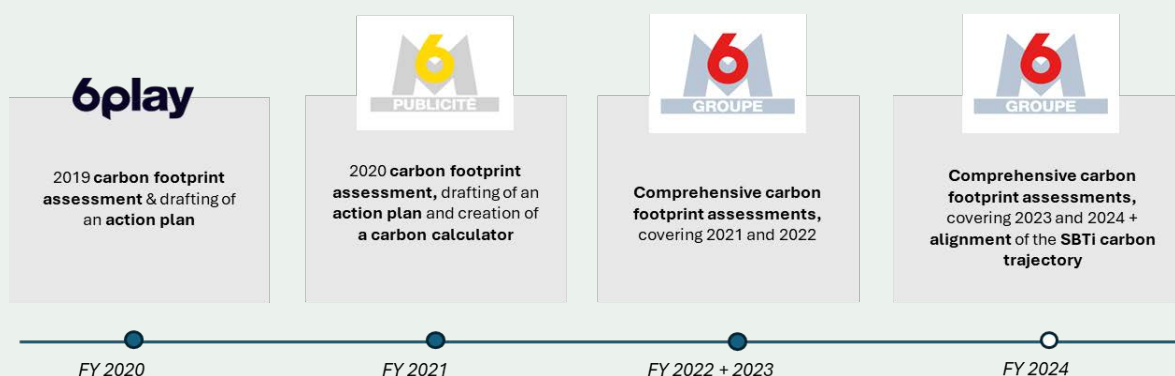 6play
2019 carbon footprint
assessment & drafting of
an action plan
FY 2020
M6
PUBLICITÉ
2020 carbon footprint
assessment, drafting of an
action plan and creation of
a carbon calculator
FY 2021
M6
GROUPE
Comprehensive carbon
footprint assessments,
covering 2021 and 2022
FY 2022 + 2023
M6
GROUPE
Comprehensive carbon
footprint assessments,
covering 2023 and 2024 +
alignment of the SBTi carbon
trajectory
FY 2024